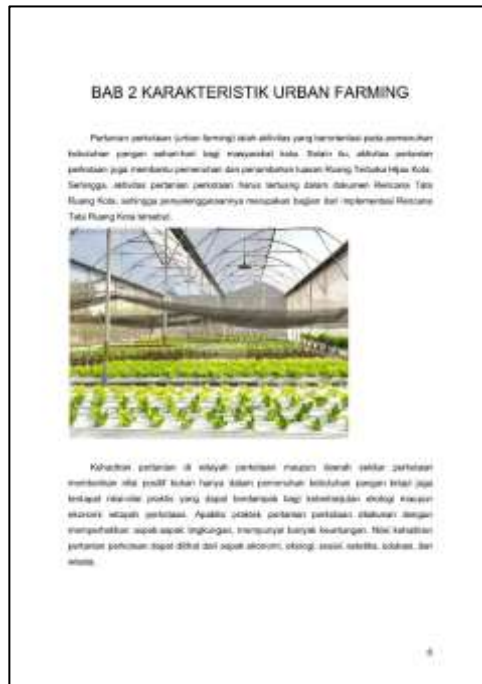 BAB 2 KARAKTERISTIK URBAN FARMING
Pertanian perkotaan (urban farming) ialah aktivitas yang berorientasi pada pemenuhan
kebutuhan pangan sehari-hari bagi masyarakat kota. Selain itu, aktivitas pertanian
perkotaan juga membantu pemenuhan dan penambahan luasan Ruang Terbuka Hijau Kota.
Sehingga, aktivitas pertanian perkotaan harus tertuang dalam dokumen Rencana Tata
Ruang Kota, sehingga penyelenggaraannya merupakan bagian dari implementasi Rencana
Tata Ruang Kota tersebut.
Kehadiran pertanian di wilayah perkotaan maupun daerah sekitar perkotaan
memberikan nilai positif bukan hanya dalam pemenuhan kebutuhan pangan tetapi juga
terdapat nilai-nilai praktis yang dapat berdampak bagi keberlanjutan ekologi maupun
ekonomi wilayah perkotaan. Apabila praktek pertanian perkotaan dilakukan dengan
memperhatikan aspek-aspek lingkungan, mempunyai banyak keuntungan. Nilai kehadiran
pertanian perkotaan dapat dilihat dari aspek ekonomi, ekologi, sosial, estetika, edukasi, dan
wisata.